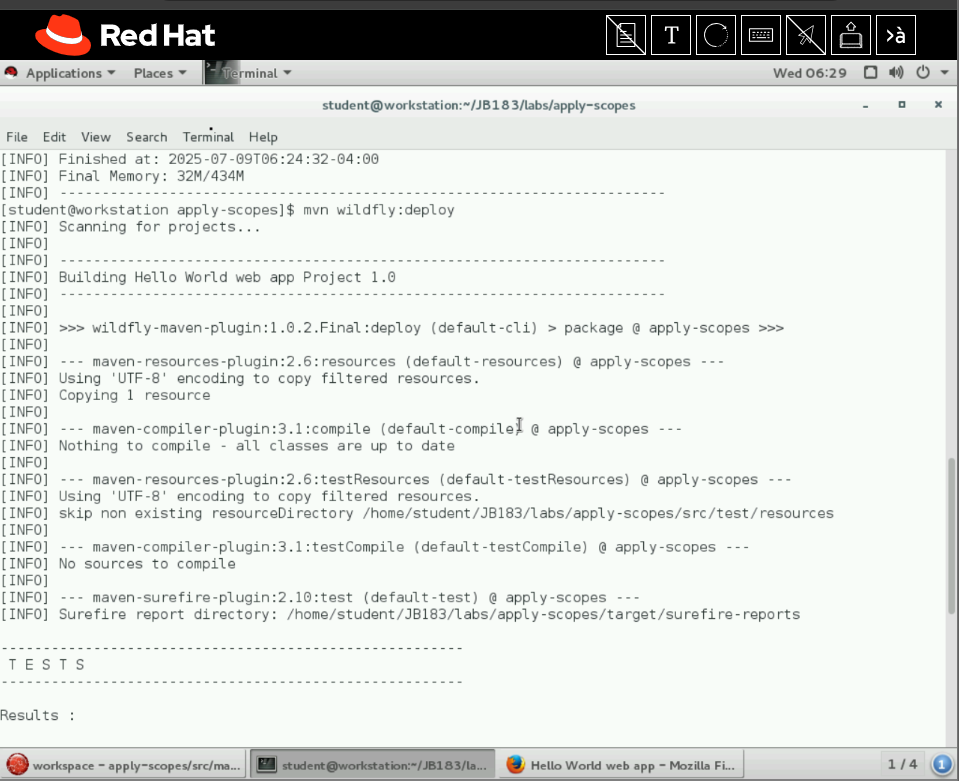 Red Hat
T
>à
Applications
Places
Terminal
Wed 06:29
student@workstation:~/JB183/labs/apply-scopes
File Edit View Search Terminal Help
[INFO] Finished at: 2025-07-09T06:24:32-04:00
[INFO] Final Memory: 32M/434M
[INFO] ------------------------------------------------------------------------
[student@workstation apply-scopes]$ mvn wildfly:deploy
[INFO] Scanning for projects...
[INFO]
[INFO] ------------------------------------------------------------------------
[INFO] Building Hello World web app Project 1.0
[INFO] ------------------------------------------------------------------------
[INFO]
[INFO] >>> wildfly-maven-plugin:1.0.2.Final:deploy (default-cli) > package @ apply-scopes >>>
[INFO]
[INFO] --- maven-resources-plugin:2.6:resources (default-resources) @ apply-scopes ---
[INFO] Using 'UTF-8' encoding to copy filtered resources.
[INFO] Copying 1 resource
[INFO]
[INFO] --- maven-compiler-plugin:3.1:compile (default-compile) @ apply-scopes ---
[INFO] Nothing to compile - all classes are up to date
[INFO]
[INFO] --- maven-resources-plugin:2.6:testResources (default-testResources) @ apply-scopes ---
[INFO] Using 'UTF-8' encoding to copy filtered resources.
[INFO] skip non existing resourceDirectory /home/student/JB183/labs/apply-scopes/src/test/resources
[INFO]
[INFO] --- maven-compiler-plugin:3.1:testCompile (default-testCompile) @ apply-scopes ---
[INFO] No sources to compile
[INFO]
[INFO] --- maven-surefire-plugin:2.10:test (default-test) @ apply-scopes ---
[INFO] Surefire report directory: /home/student/JB183/labs/apply-scopes/target/surefire-reports
-------------------------------------------------------
T E S T S
-------------------------------------------------------
Results :
workspace - apply-scopes/src/ma...
student@workstation:~/JB183/la...
Hello World web app - Mozilla Fi...
1 / 4
1